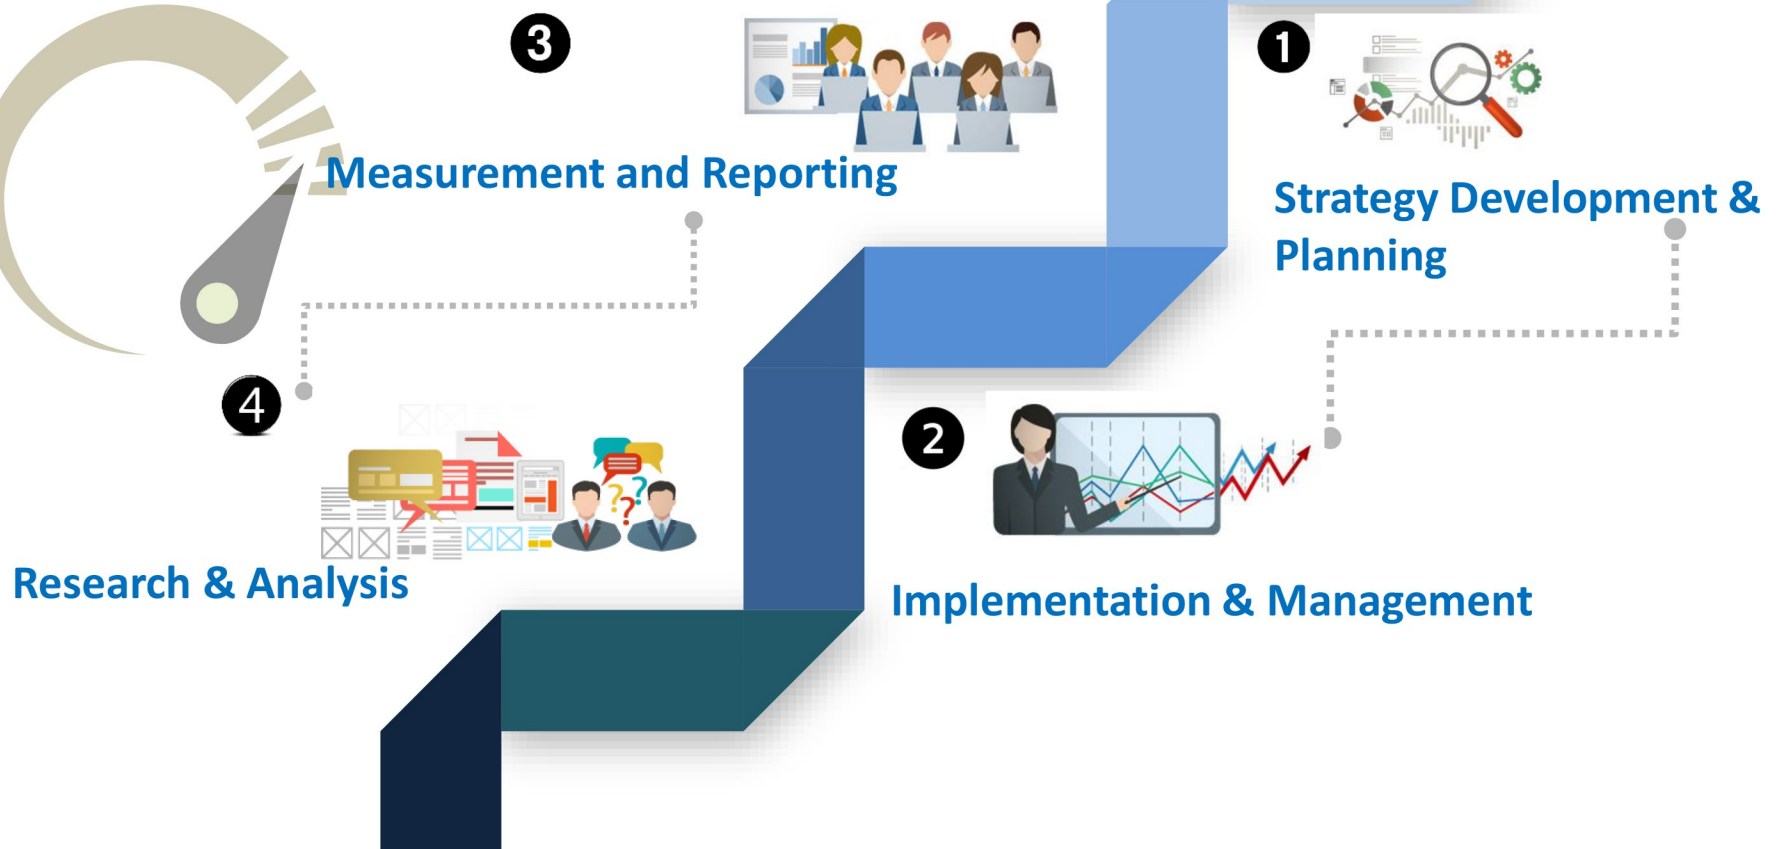 3
Measurement and Reporting
1
Strategy Development &
Planning
4
Research & Analysis
2
Implementation & Management